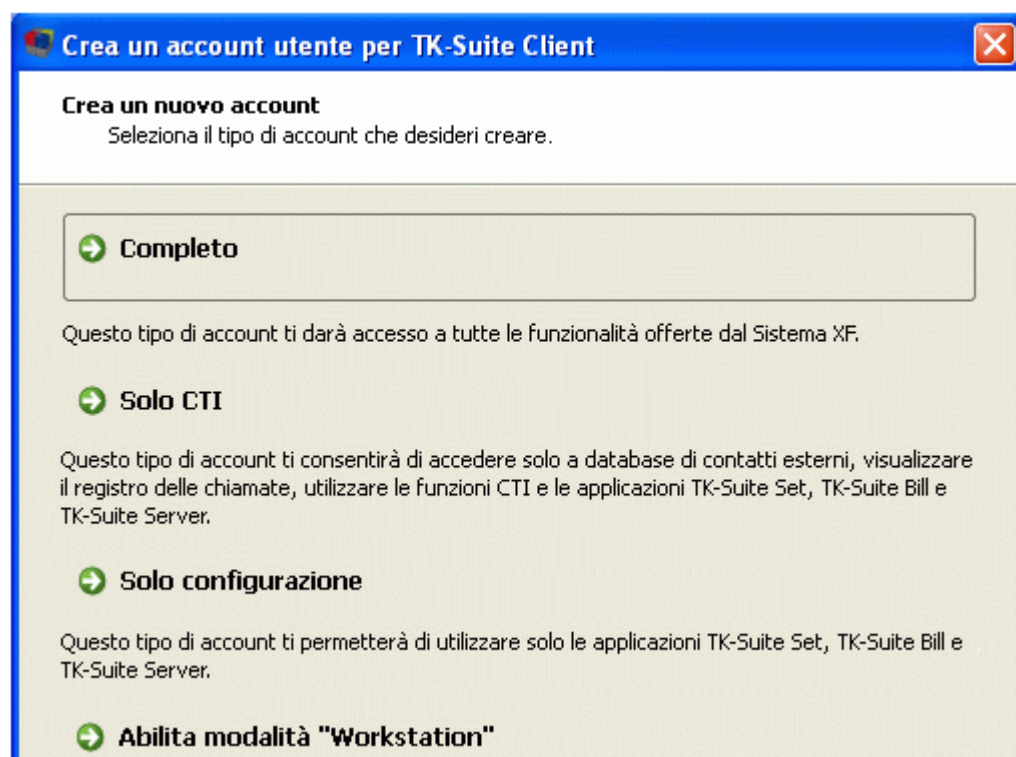 Crea un account utente per TK-Suite Client
Crea un nuovo account
Seleziona il tipo di account che desideri creare.
Completo
Questo tipo di account ti darà accesso a tutte le funzionalità offerte dal Sistema XF.
Solo CTI
Questo tipo di account ti consentirà di accedere solo a database di contatti esterni, visualizzare
il registro delle chiamate, utilizzare le funzioni CTI e le applicazioni TK-Suite Set, TK-Suite Bill e
TK-Suite Server.
Solo configurazione
Questo tipo di account ti permetterà di utilizzare solo le applicazioni TK-Suite Set, TK-Suite Bill e
TK-Suite Server.
Abilita modalità "Workstation"